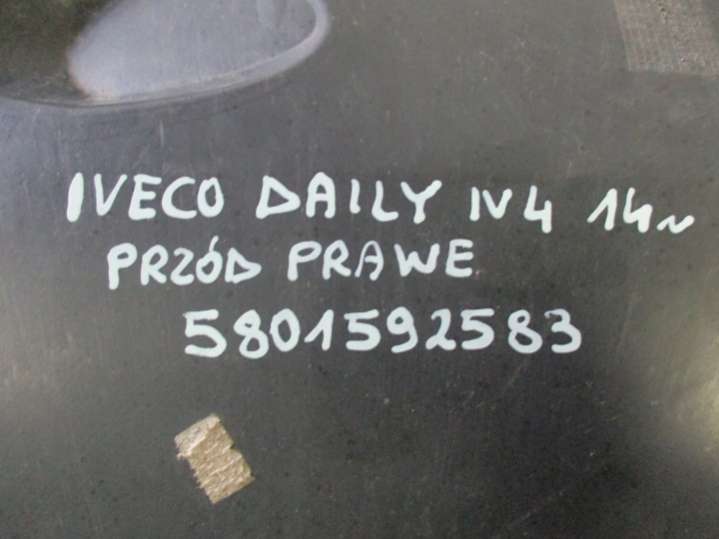 IVECO DAILY IV4 14~
PRZÓD PRAWE
5801592583